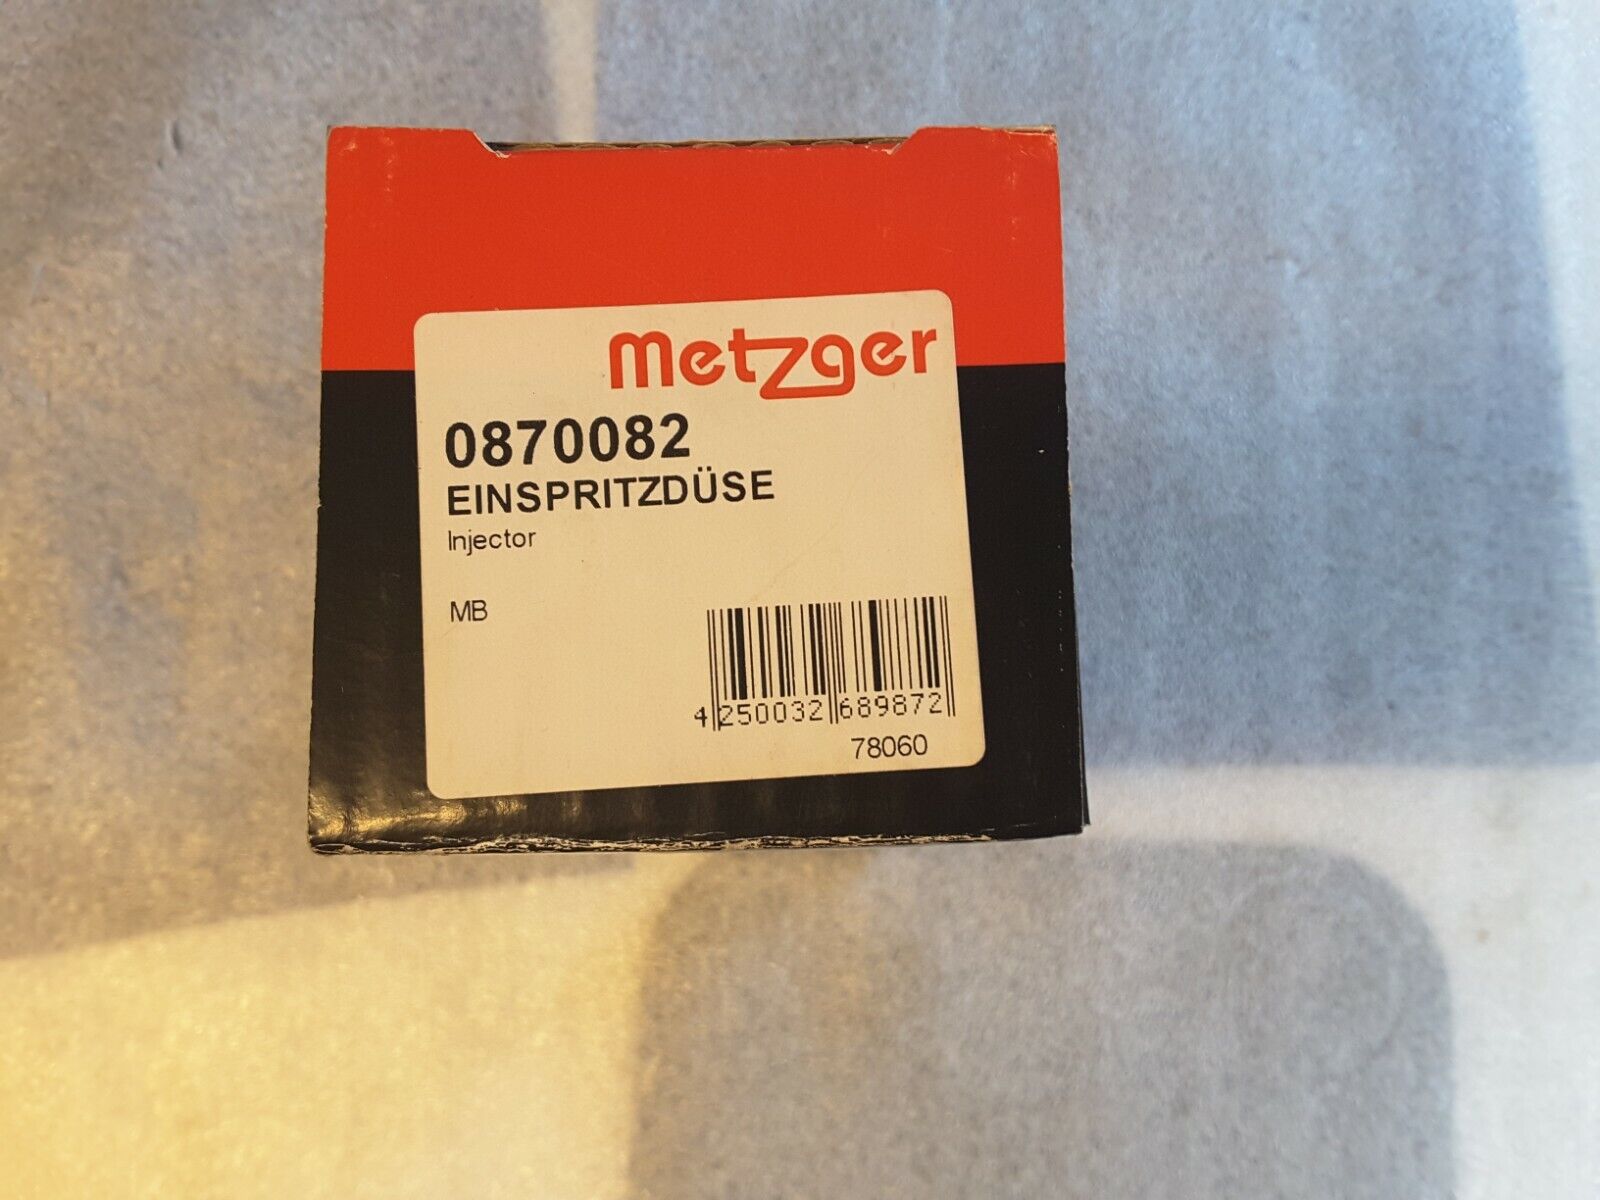 metzger
0870082
EINSPRITZDÜSE
Injector
MB
4 250032 689872
78060